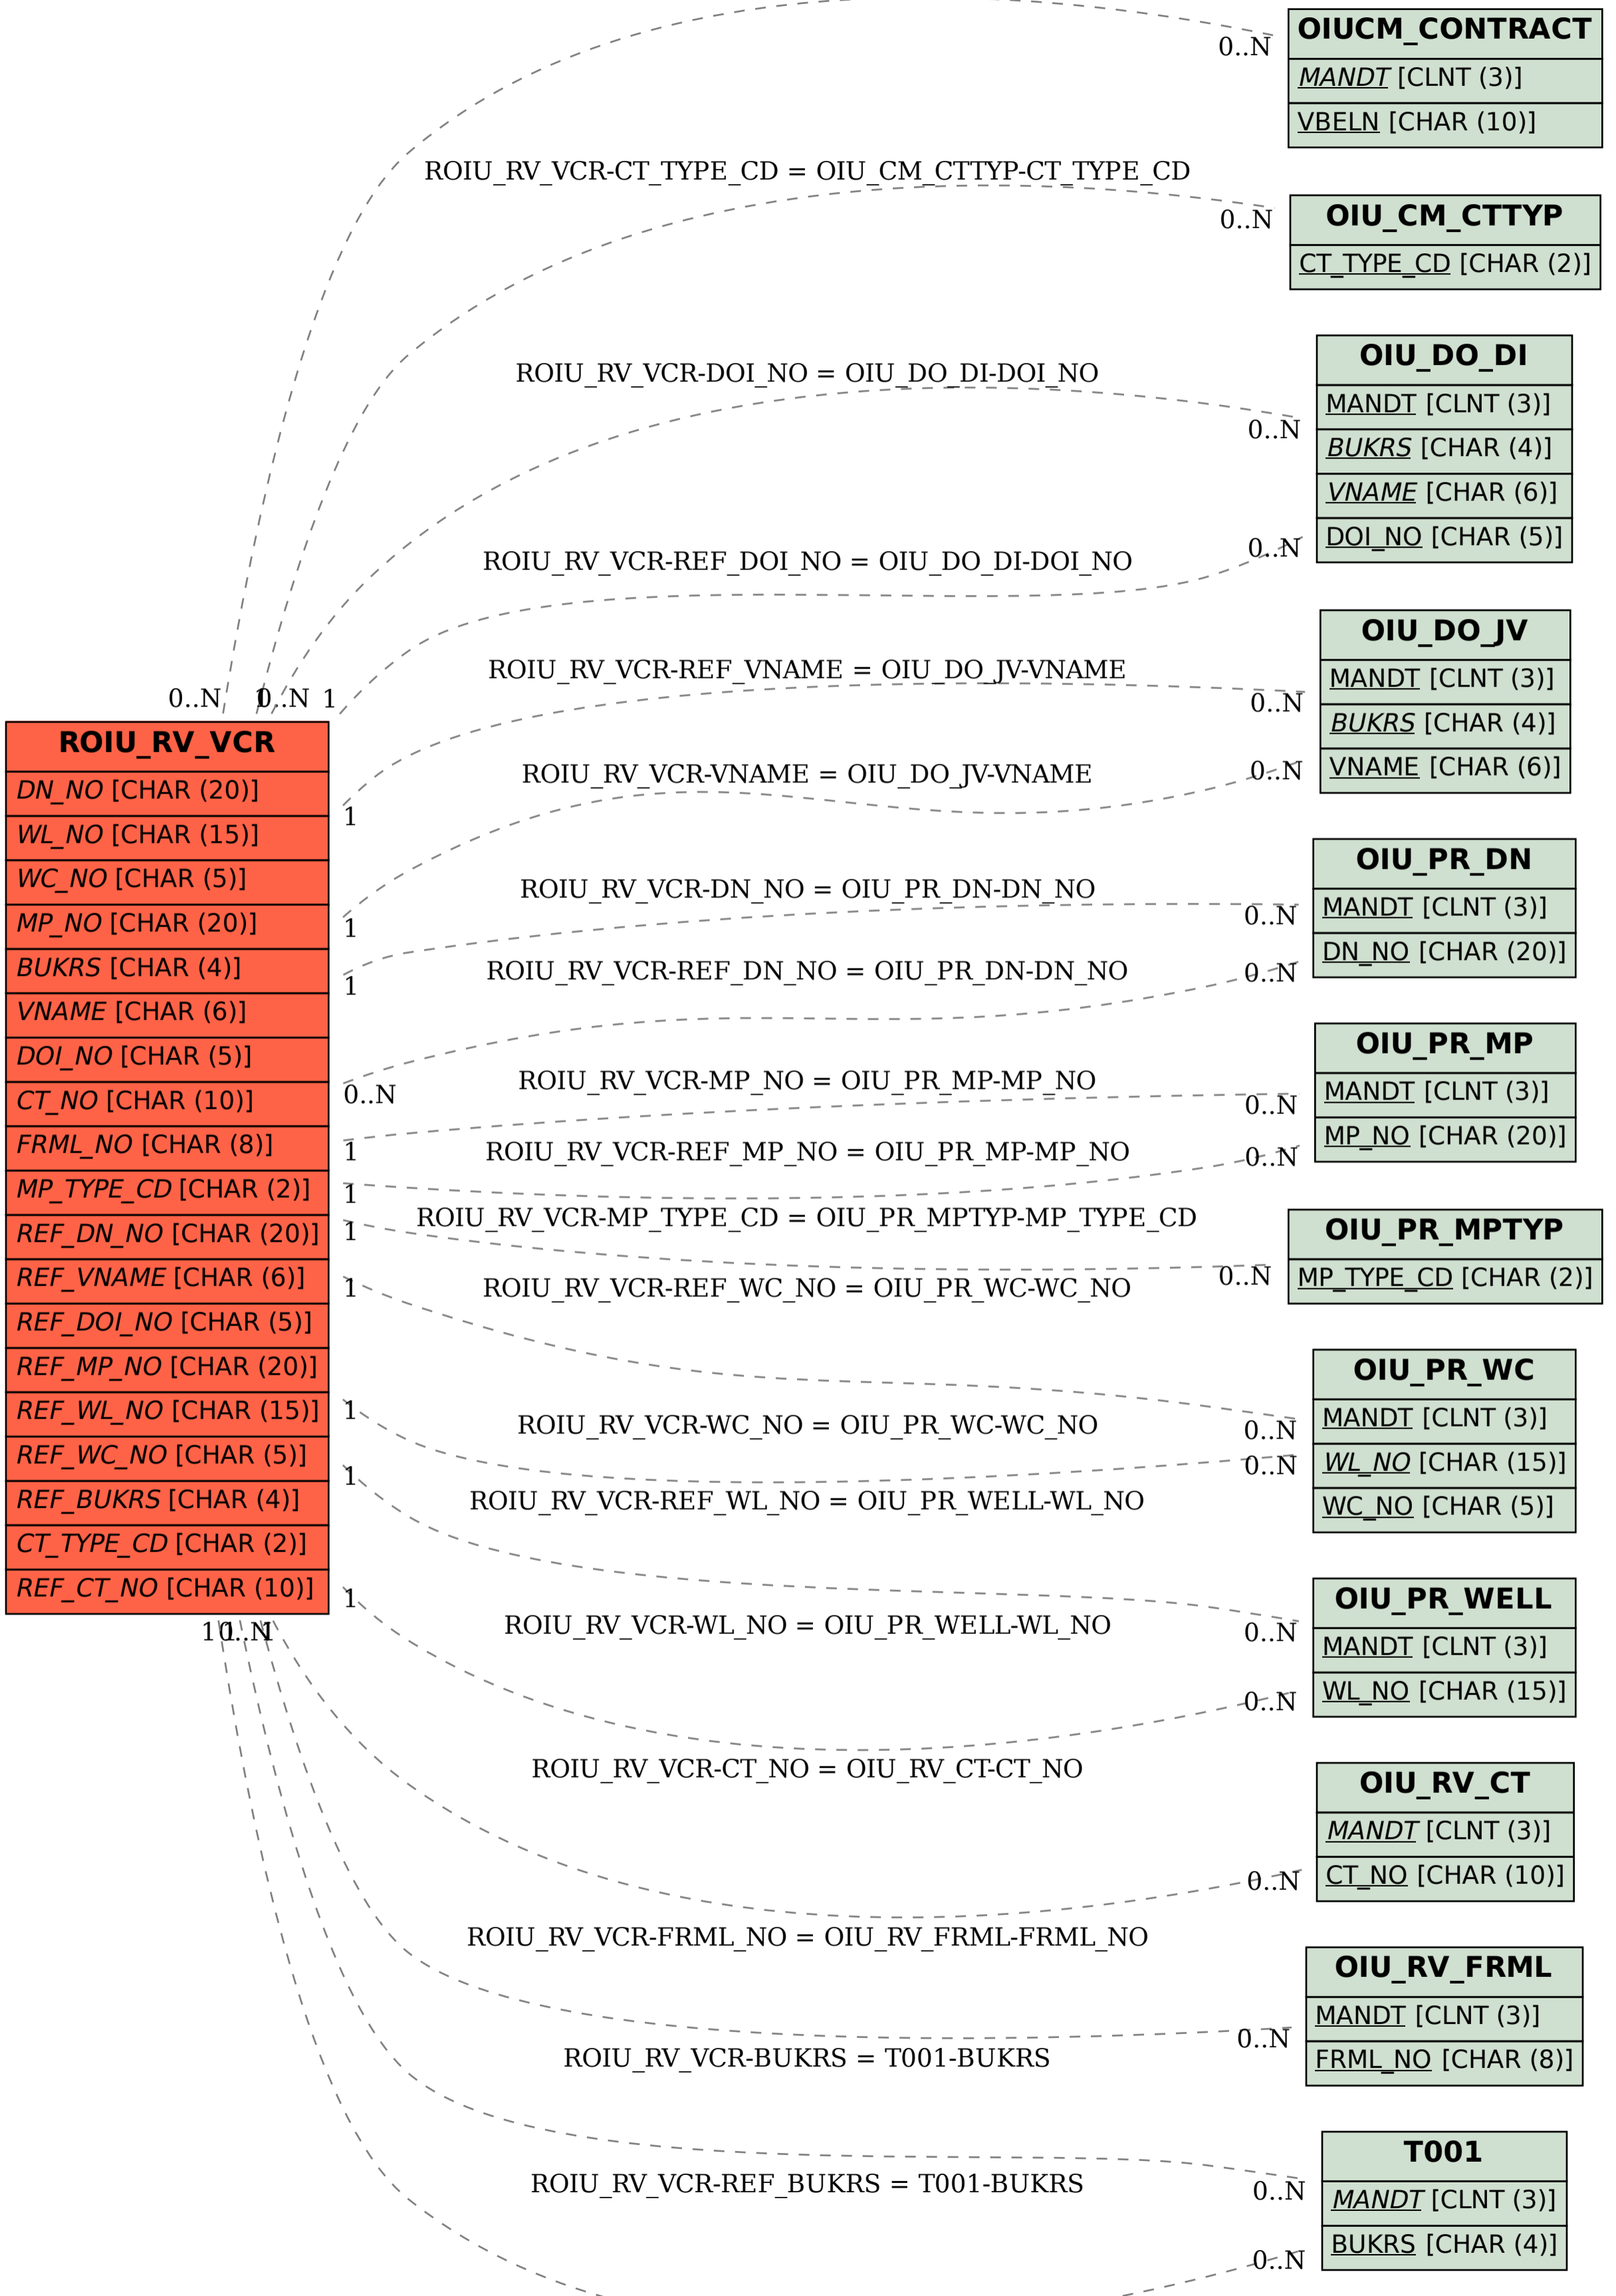 OIUCM_CONTRACT
0..N
MANDT [CLNT (3)]
VBELN [CHAR (10)]
ROIU_RV_VCR-CT_TYPE_CD = OIU_CM_CTTYP-CT_TYPE_CD
OIU_CM_CTTYP
0..N
CT_TYPE_CD [CHAR (2)]
OIU_DO_DI
ROIU_RV_VCR-DOI_NO = OIU_DO_DI-DOI_NO
MANDT [CLNT (3)]
0..N
BUKRS [CHAR (4)]
VNAME [CHAR (6)]
DOI_NO [CHAR (5)]
0..N
ROIU_RV_VCR-REF_DOI_NO = OIU_DO_DI-DOI_NO
OIU_DO_JV
ROIU_RV_VCR-REF_VNAME = OIU_DO_JV-VNAME
MANDT [CLNT (3)]
0..N
BUKRS [CHAR (4)]
VNAME [CHAR (6)]
0..N
ROIU_RV_VCR-VNAME = OIU_DO_JV-VNAME
0..N
1
0..N
1
ROIU_RV_VCR
DN_NO [CHAR (20)]
WL_NO [CHAR (15)]
WC_NO [CHAR (5)]
MP_NO [CHAR (20)]
BUKRS [CHAR (4)]
VNAME [CHAR (6)]
DOI_NO [CHAR (5)]
CT_NO [CHAR (10)]
FRML_NO [CHAR (8)]
MP_TYPE_CD [CHAR (2)]
REF_DN_NO [CHAR (20)]
REF_VNAME [CHAR (6)]
REF_DOI_NO [CHAR (5)]
REF_MP_NO [CHAR (20)]
REF_WL_NO [CHAR (15)]
REF_WC_NO [CHAR (5)]
REF_BUKRS [CHAR (4)]
CT_TYPE_CD [CHAR (2)]
REF_CT_NO [CHAR (10)]
1
1
1
0..N
1
1
1
1
1
1
1
1
0..N
1
1
OIU_PR_DN
ROIU_RV_VCR-DN_NO = OIU_PR_DN-DN_NO
MANDT [CLNT (3)]
0..N
DN_NO [CHAR (20)]
ROIU_RV_VCR-REF_DN_NO = OIU_PR_DN-DN_NO
0..N
OIU_PR_MP
ROIU_RV_VCR-MP_NO = OIU_PR_MP-MP_NO
MANDT [CLNT (3)]
0..N
MP_NO [CHAR (20)]
ROIU_RV_VCR-REF_MP_NO = OIU_PR_MP-MP_NO
0..N
ROIU_RV_VCR-MP_TYPE_CD = OIU_PR_MPTYP-MP_TYPE_CD
OIU_PR_MPTYP
0..N
MP_TYPE_CD [CHAR (2)]
ROIU_RV_VCR-REF_WC_NO = OIU_PR_WC-WC_NO
OIU_PR_WC
MANDT [CLNT (3)]
ROIU_RV_VCR-WC_NO = OIU_PR_WC-WC_NO
0..N
WL_NO [CHAR (15)]
0..N
WC_NO [CHAR (5)]
ROIU_RV_VCR-REF_WL_NO = OIU_PR_WELL-WL_NO
OIU_PR_WELL
ROIU_RV_VCR-WL_NO = OIU_PR_WELL-WL_NO
0..N
MANDT [CLNT (3)]
WL_NO [CHAR (15)]
0..N
ROIU_RV_VCR-CT_NO = OIU_RV_CT-CT_NO
OIU_RV_CT
MANDT [CLNT (3)]
CT_NO [CHAR (10)]
0..N
ROIU_RV_VCR-FRML_NO = OIU_RV_FRML-FRML_NO
OIU_RV_FRML
MANDT [CLNT (3)]
0..N
FRML_NO [CHAR (8)]
ROIU_RV_VCR-BUKRS = T001-BUKRS
T001
ROIU_RV_VCR-REF_BUKRS = T001-BUKRS
0..N
MANDT [CLNT (3)]
BUKRS [CHAR (4)]
0..N